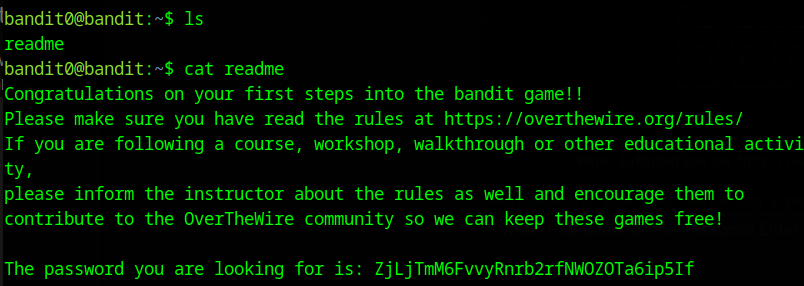 bandit0@bandit:~$ ls
readme
bandit0@bandit:~$ cat readme
Congratulations on your first steps into the bandit game!!
Please make sure you have read the rules at https://overthewire.org/rules/
If you are following a course, workshop, walkthrough or other educational activi
ty,
please inform the instructor about the rules as well and encourage them to
contribute to the OverTheWire community so we can keep these games free!
The password you are looking for is: ZjLjTmM6FvvyRnrb2rfNWOZOTa6ip5If